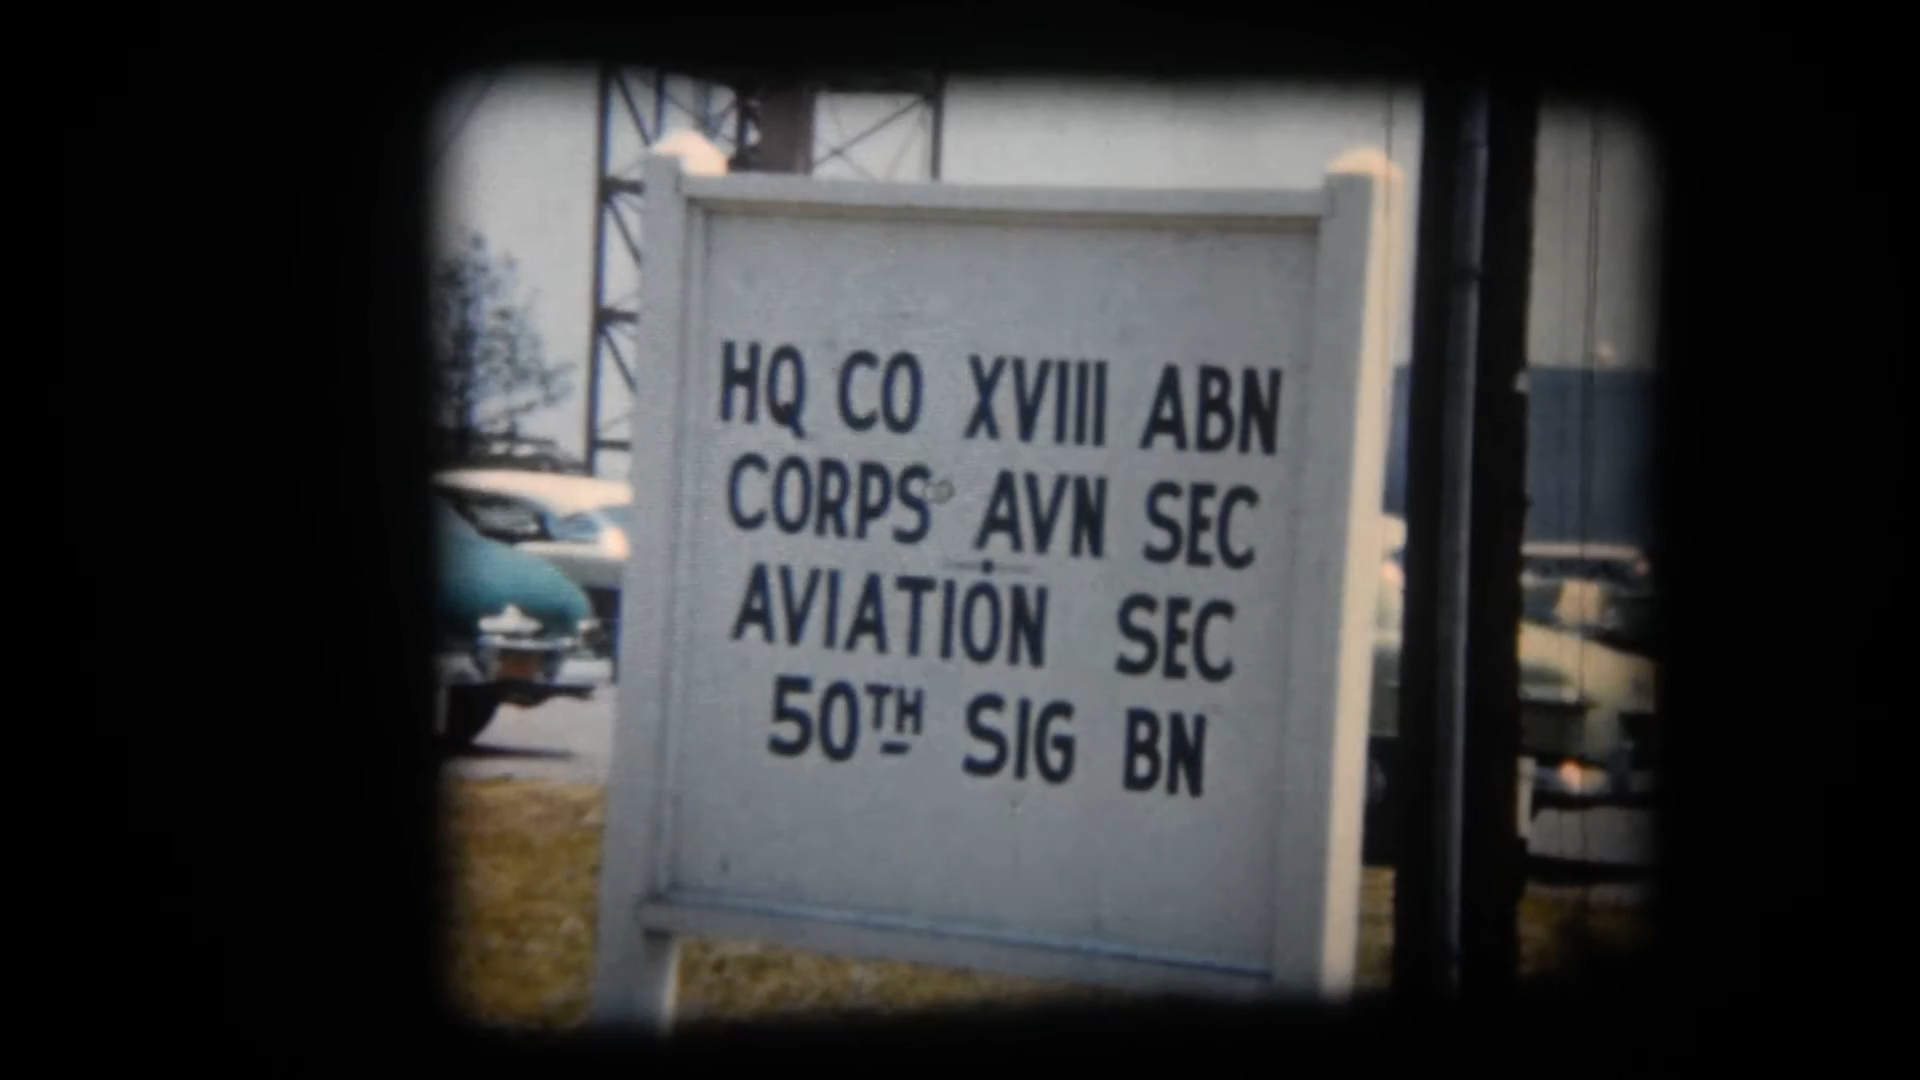 HQ CO XVIII ABN
CORPS AVN SEC
AVIATION SEC
50TH SIG BN